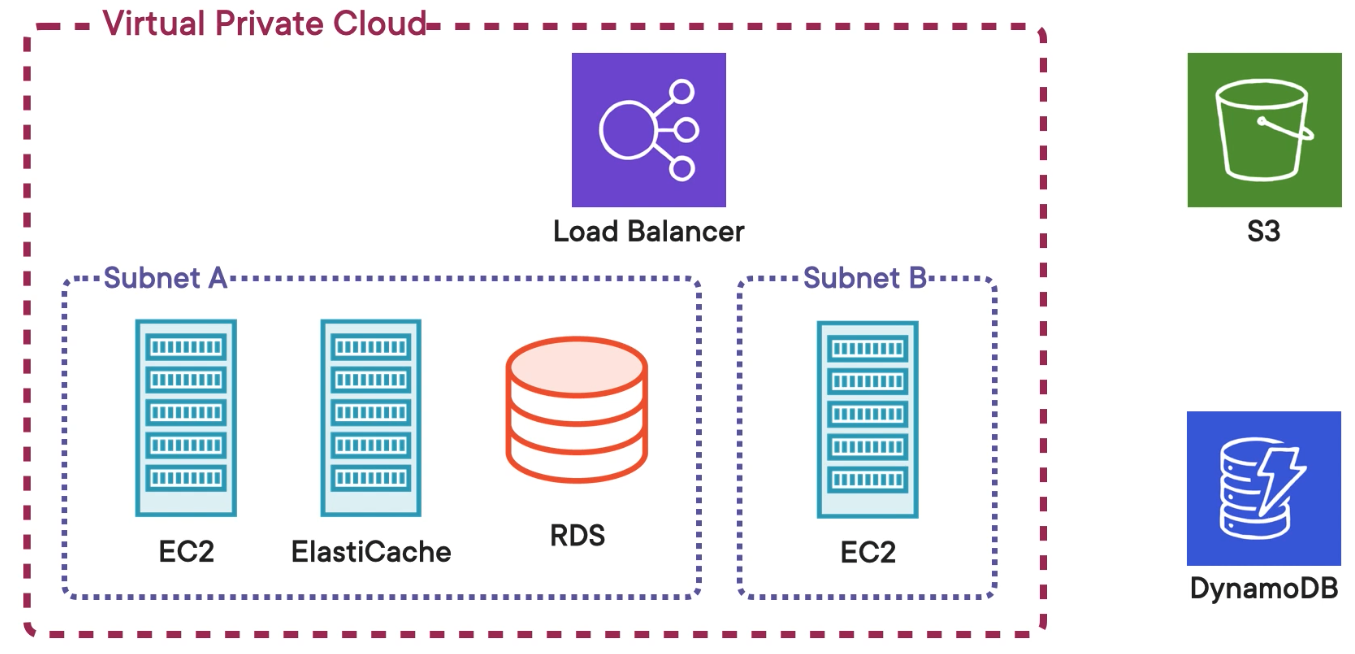 Virtual Private Cloud
Load Balancer
S3
Subnet A
Subnet B
EC2
ElastiCache
RDS
EC2
DynamoDB